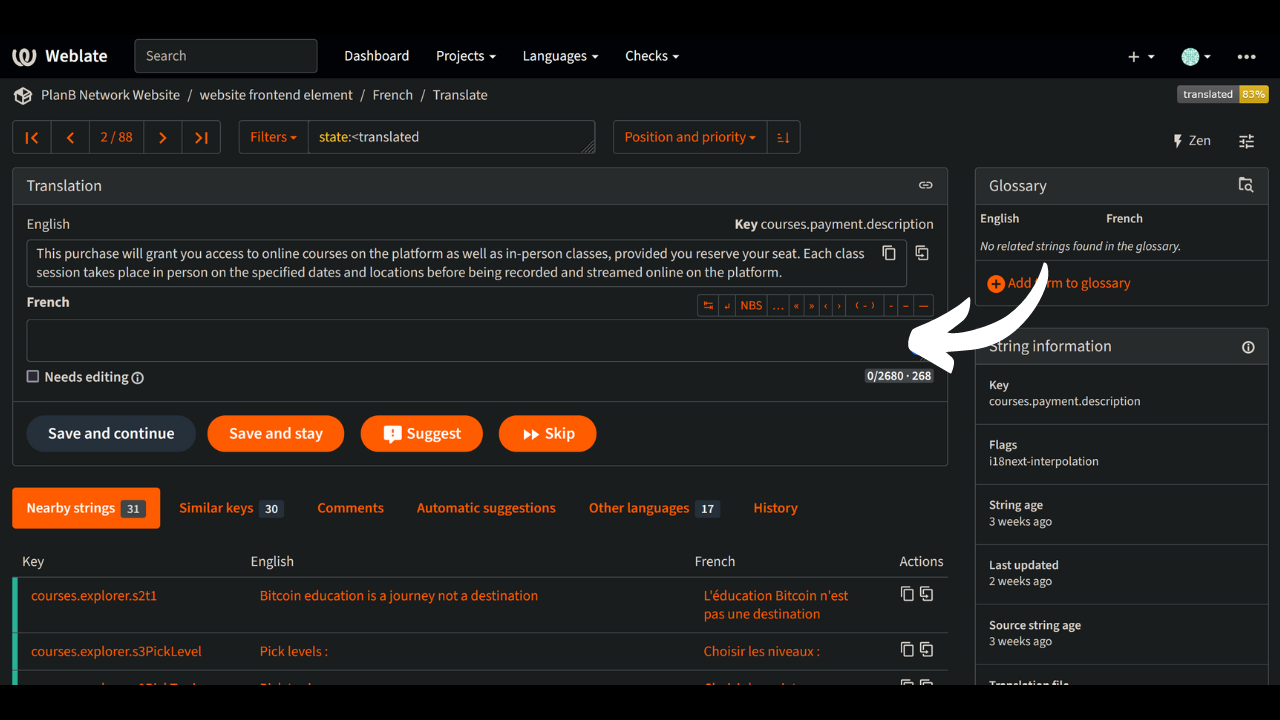 Weblate
Search
Dashboard
Projects
Languages
Checks
PlanB Network Website / website frontend element / French / Translate
translated 83%
2 / 88
Filters
state:<translated
Position and priority
Zen
Translation
English
Key courses.payment.description
This purchase will grant you access to online courses on the platform as well as in-person classes, provided you reserve your seat. Each class
session takes place in person on the specified dates and locations before being recorded and streamed online on the platform.
French
NBS … « » ‹ › ( - ) - – —
Needs editing
0/2680 · 268
Save and continue
Save and stay
Suggest
Skip
Glossary
English French
No related strings found in the glossary.
Add term to glossary
String information
Key
courses.payment.description
Flags
i18next-interpolation
String age
3 weeks ago
Last updated
2 weeks ago
Source string age
3 weeks ago
Translation file
Nearby strings 31
Similar keys 30
Comments
Automatic suggestions
Other languages 17
History
Key English French Actions
courses.explorer.s2t1
Bitcoin education is a journey not a destination
L'éducation Bitcoin n'est
pas une destination
courses.explorer.s3PickLevel
Pick levels :
Choisir les niveaux :